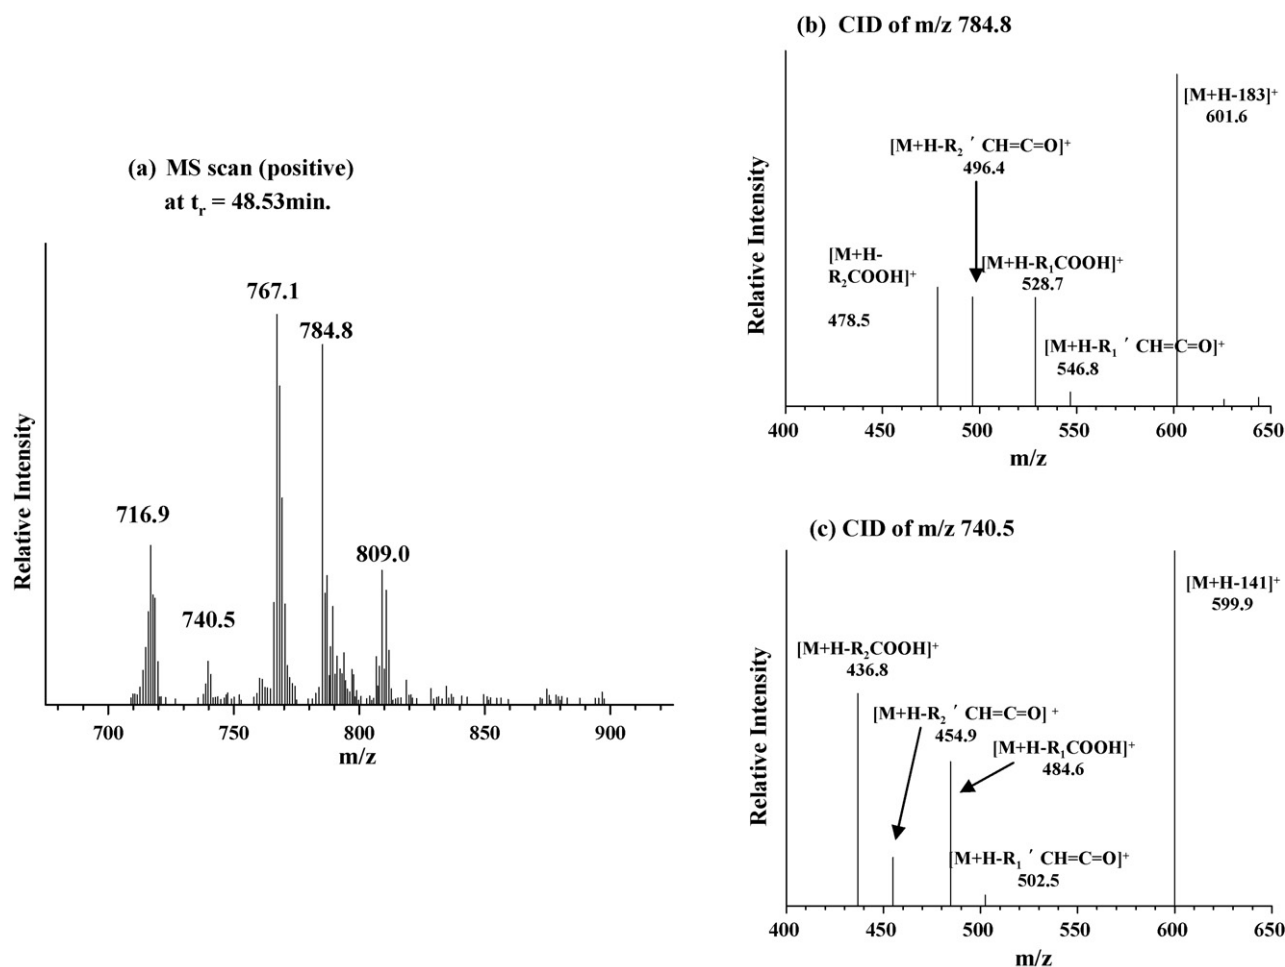 (a) MS scan (positive)
at tr = 48.53min.
Relative Intensity
716.9
740.5
767.1
784.8
809.0
700
750
800
850
900
m/z
(b) CID of m/z 784.8
Relative Intensity
[M+H-183]+
601.6
[M+H-R2 ′ CH=C=O]+
496.4
[M+H-
R2COOH]+
478.5
[M+H-R1COOH]+
528.7
[M+H-R1 ′ CH=C=O]+
546.8
400
450
500
550
600
650
m/z
(c) CID of m/z 740.5
Relative Intensity
[M+H-141]+
599.9
[M+H-R2COOH]+
436.8
[M+H-R2 ′ CH=C=O] +
454.9
[M+H-R1COOH]+
484.6
[M+H-R1 ′ CH=C=O]+
502.5
400
450
500
550
600
650
m/z